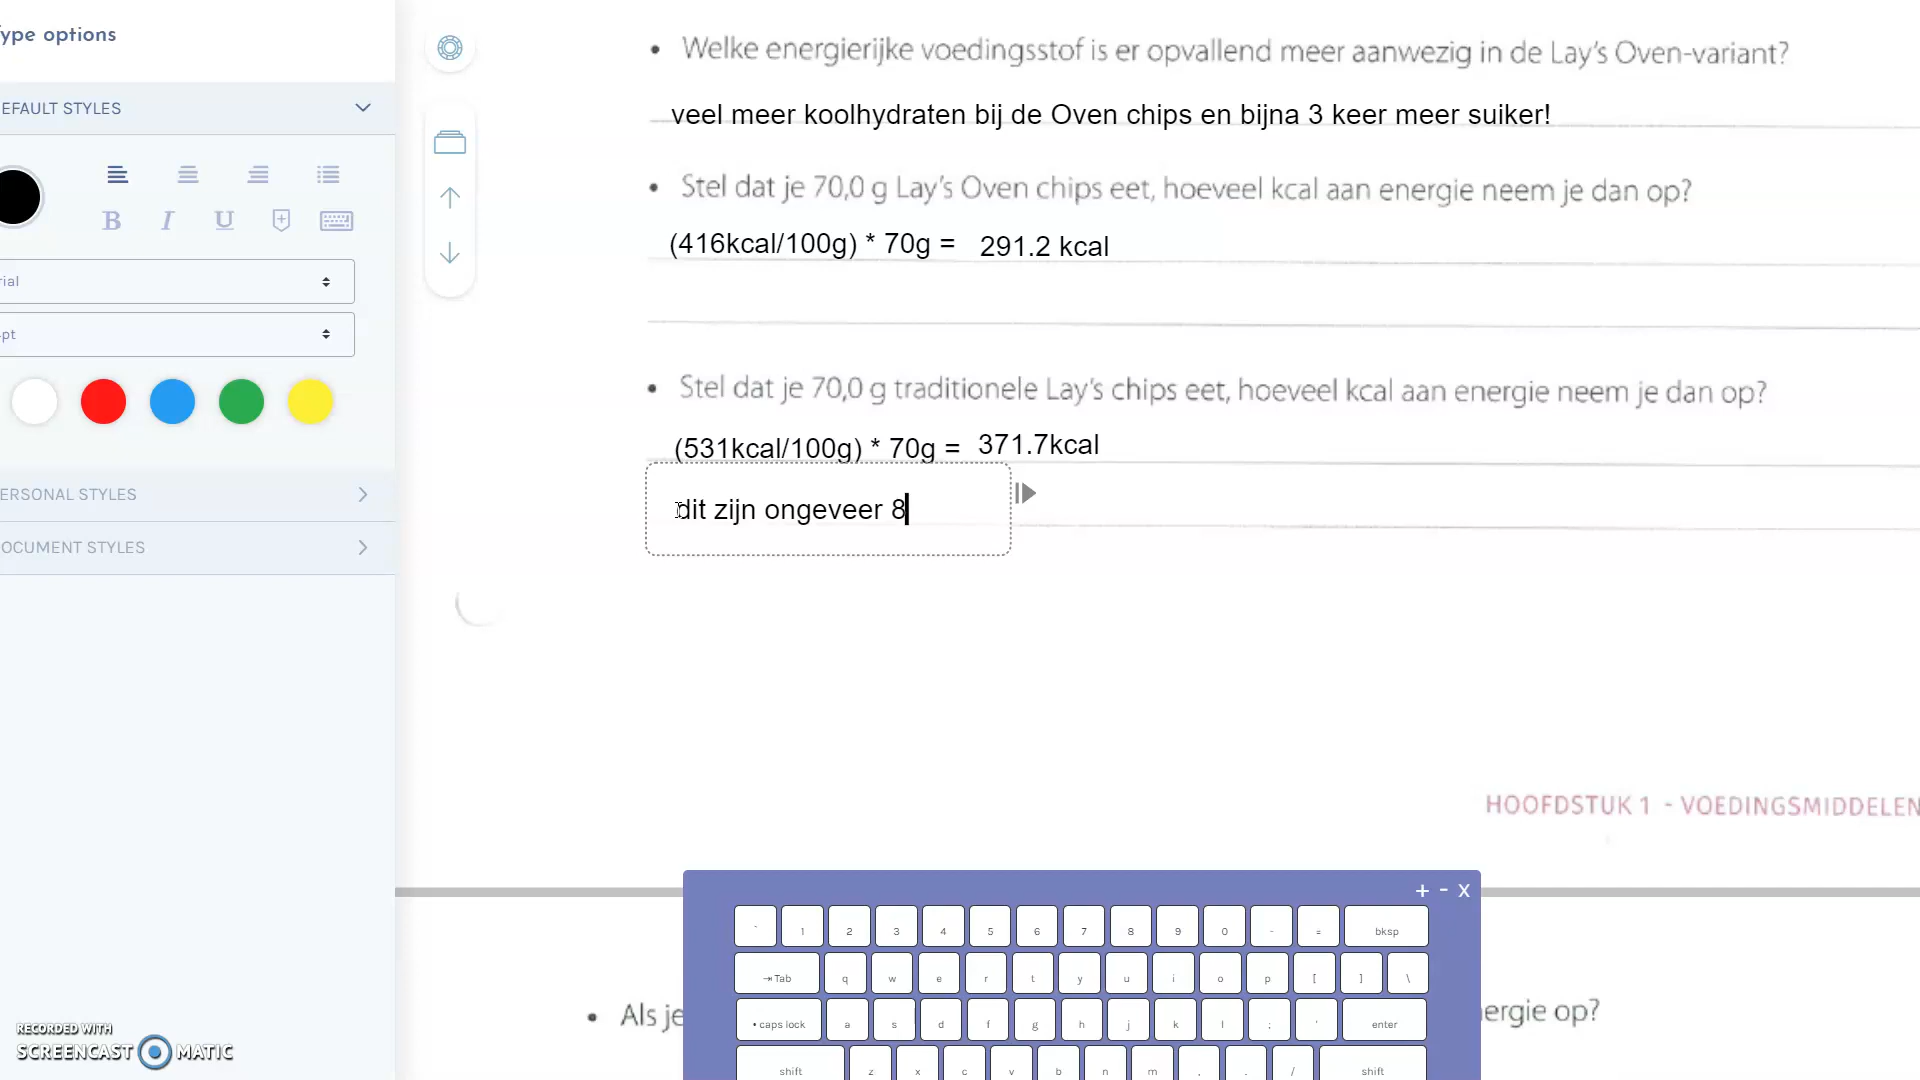 ype options
EFAULT STYLES
B I U
rial
pt
ERSONAL STYLES
OCUMENT STYLES
• Welke energierijke voedingsstof is er opvallend meer aanwezig in de Lay's Oven-variant?
veel meer koolhydraten bij de Oven chips en bijna 3 keer meer suiker!
• Stel dat je 70,0 g Lay's Oven chips eet, hoeveel kcal aan energie neem je dan op?
(416kcal/100g) * 70g = 291.2 kcal
• Stel dat je 70,0 g traditionele Lay's chips eet, hoeveel kcal aan energie neem je dan op?
(531kcal/100g) * 70g = 371.7kcal
dit zijn ongeveer 8
HOOFDSTUK 1 - VOEDINGSMIDDELEN
+ - x
` 1 2 3 4 5 6 7 8 9 0 - = bksp
⇥ Tab q w e r t y u i o p [ ] \
• caps lock a s d f g h j k l ; ' enter
shift z x c v b n m , . / shift
• Als je ergie op?
RECORDED WITH
SCREENCAST MATIC